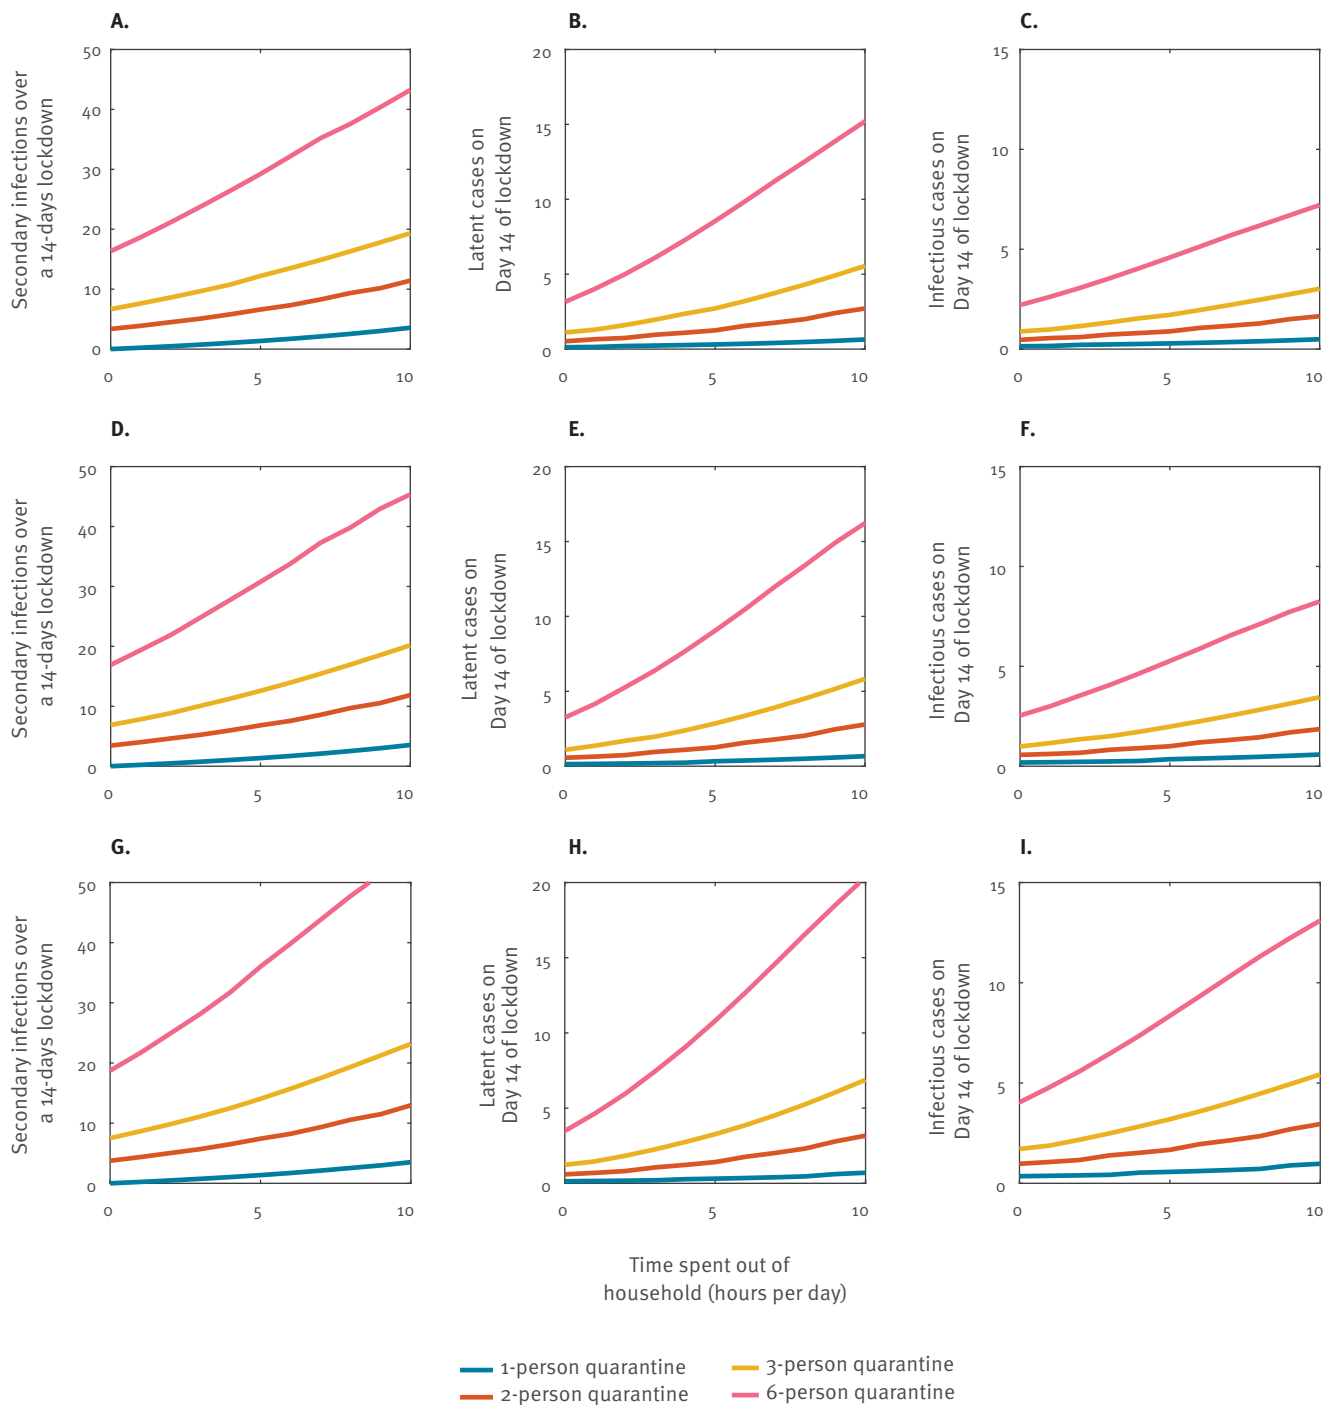 A.
B.
C.
Secondary infections over
a 14-days lockdown
50
40
30
20
10
0
0
5
10
Latent cases on
Day 14 of lockdown
20
15
10
5
0
0
5
10
Infectious cases on
Day 14 of lockdown
15
10
5
0
0
5
10
D.
E.
F.
Secondary infections over
a 14-days lockdown
50
40
30
20
10
0
0
5
10
Latent cases on
Day 14 of lockdown
20
15
10
5
0
0
5
10
Infectious cases on
Day 14 of lockdown
15
10
5
0
0
5
10
G.
H.
I.
Secondary infections over
a 14-days lockdown
50
40
30
20
10
0
0
5
10
Latent cases on
Day 14 of lockdown
20
15
10
5
0
0
5
10
Infectious cases on
Day 14 of lockdown
15
10
5
0
0
5
10
Time spent out of
household (hours per day)
1-person quarantine
3-person quarantine
2-person quarantine
6-person quarantine